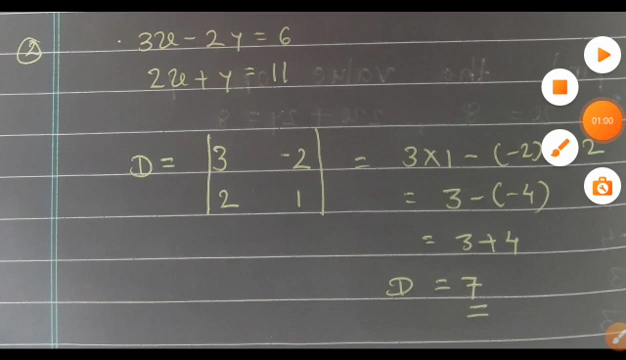 ② 3x - 2y = 6
2x + y = 11
D = | 3 -2 | = 3×1 - (-2) 2
| 2 1 | = 3 - (-4)
= 3 + 4
D = 7
01:00